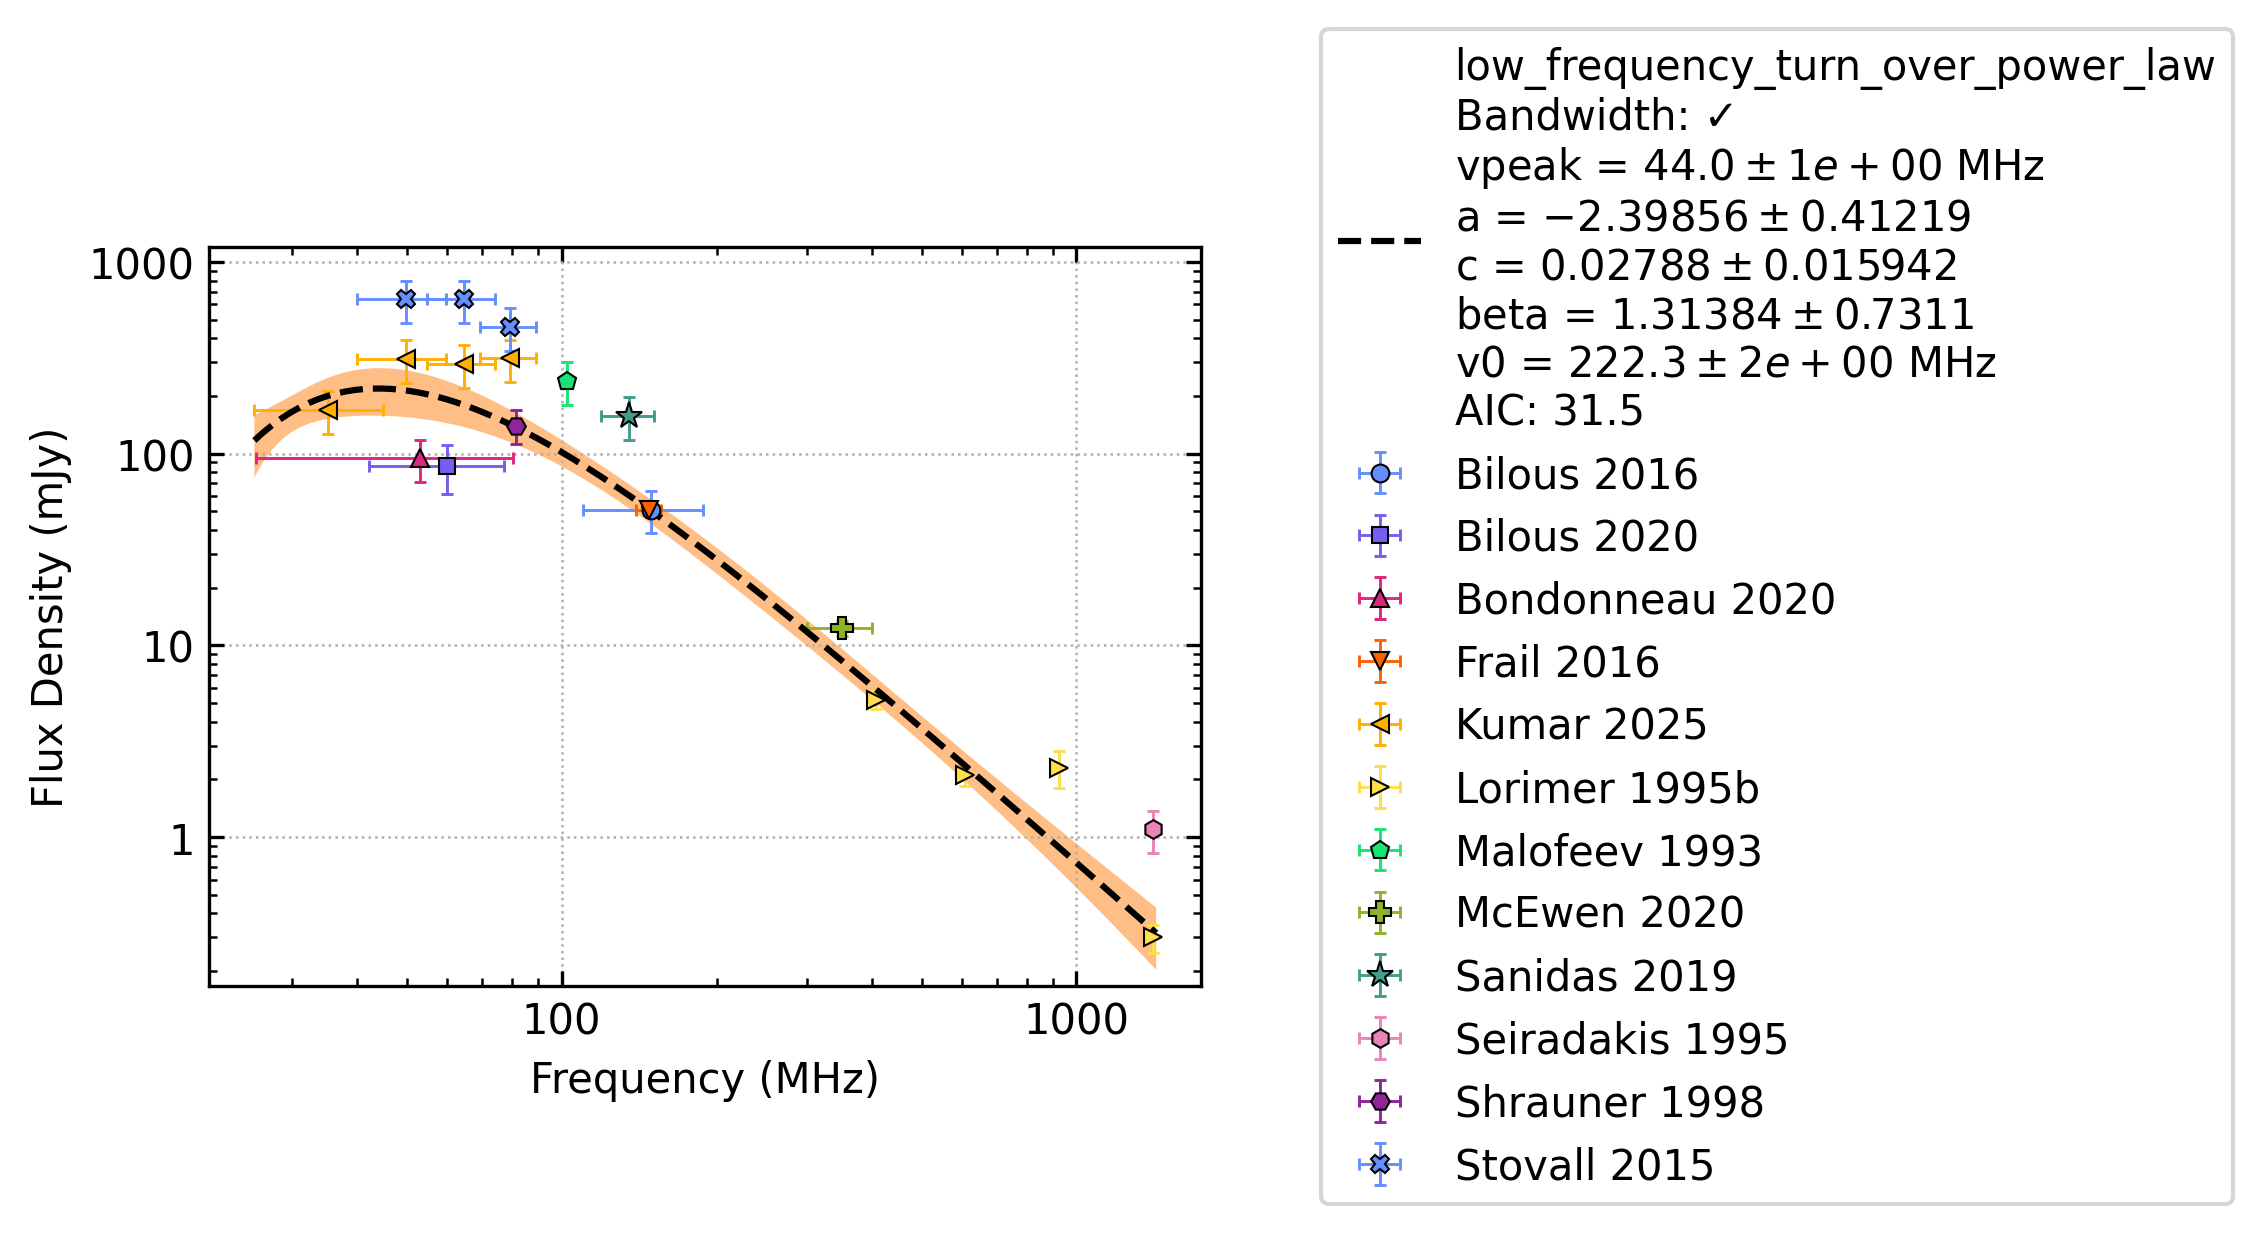 low_frequency_turn_over_power_law
Bandwidth: ✓
vpeak = 44.0 ± 1e + 00 MHz
a = −2.39856 ± 0.41219
c = 0.02788 ± 0.015942
beta = 1.31384 ± 0.7311
v0 = 222.3 ± 2e + 00 MHz
AIC: 31.5
Bilous 2016
Bilous 2020
Bondonneau 2020
Frail 2016
Kumar 2025
Lorimer 1995b
Malofeev 1993
McEwen 2020
Sanidas 2019
Seiradakis 1995
Shrauner 1998
Stovall 2015
1000
100
10
1
Flux Density (mJy)
100
1000
Frequency (MHz)